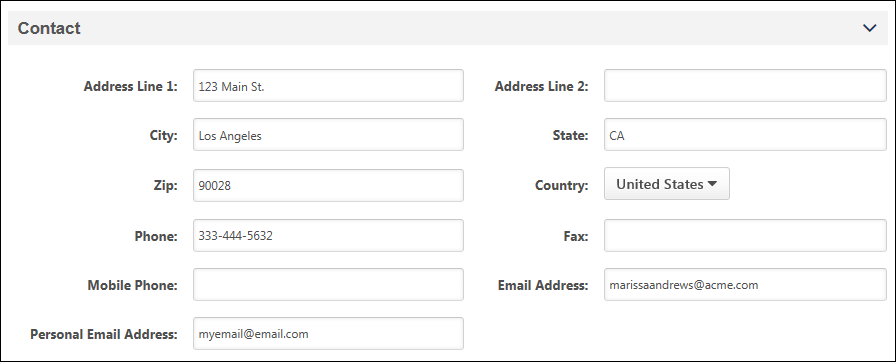 Contact
Address Line 1: 123 Main St. Address Line 2:
City: Los Angeles State: CA
Zip: 90028 Country: United States
Phone: 333-444-5632 Fax:
Mobile Phone: Email Address: marissaandrews@acme.com
Personal Email Address: myemail@email.com